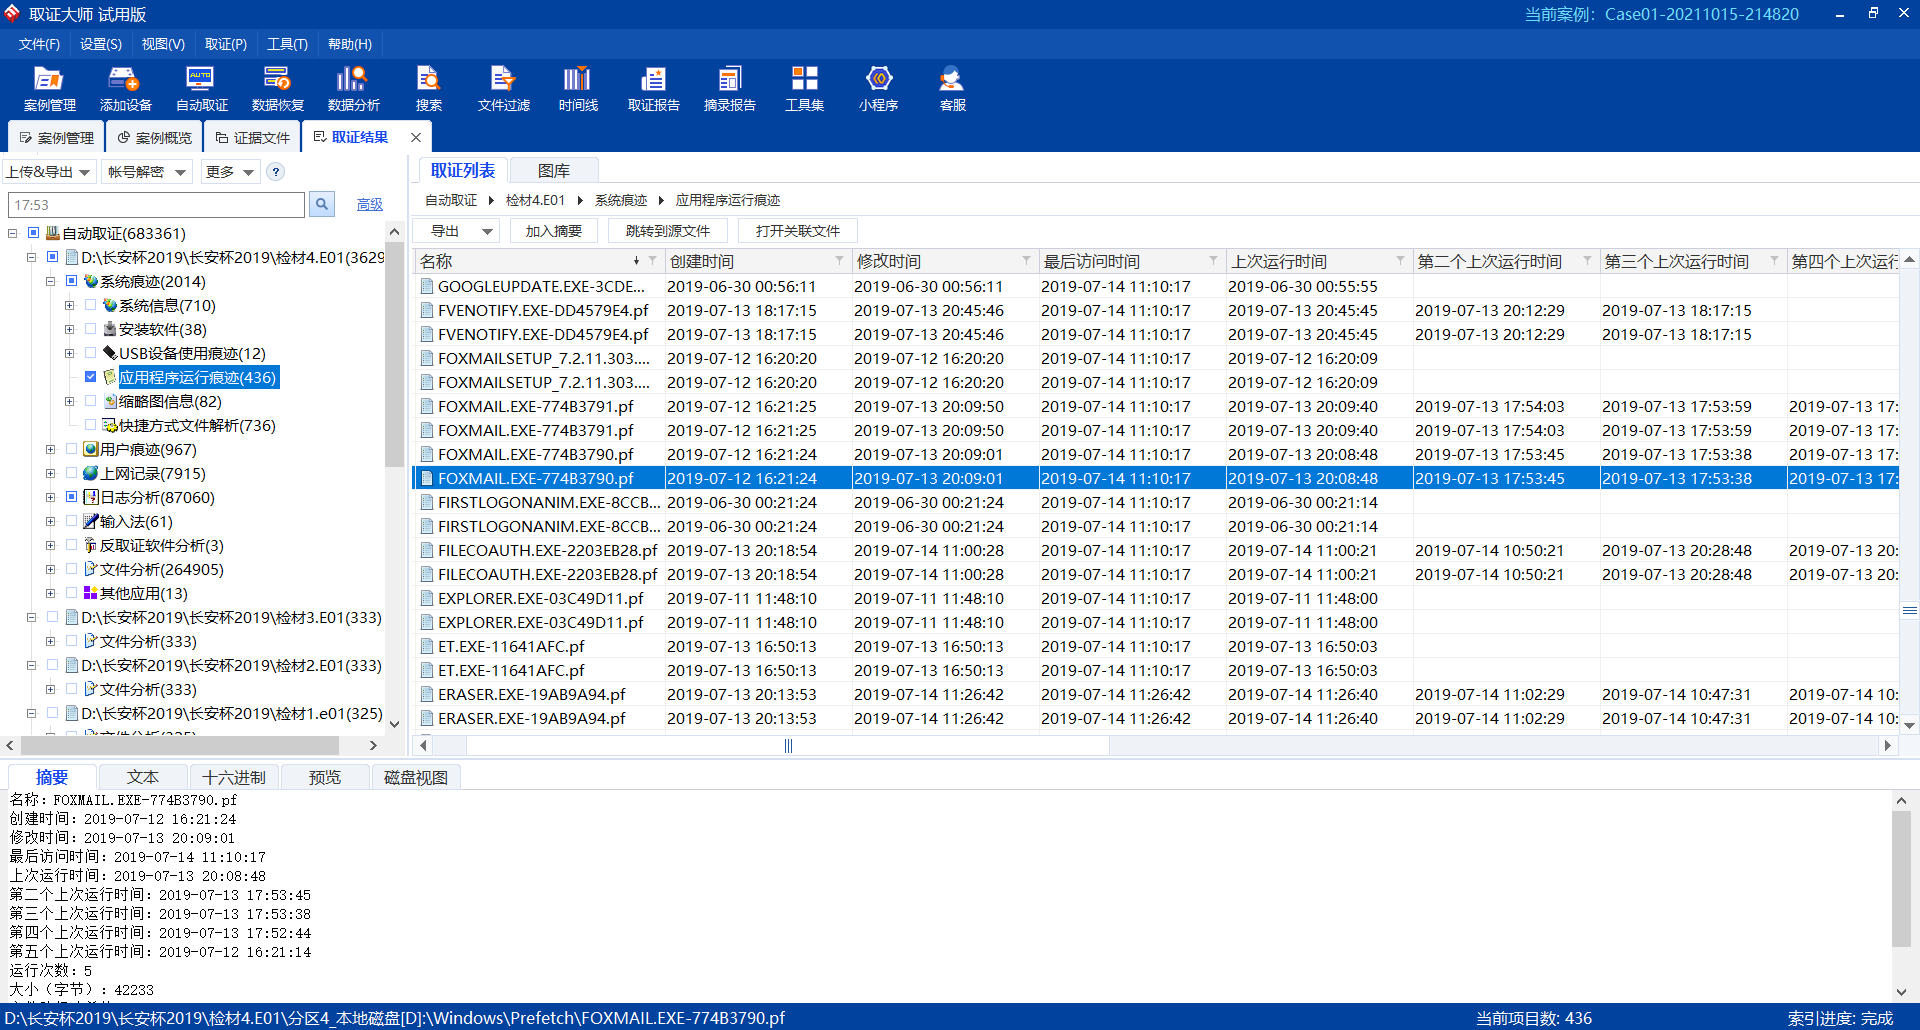 取证大师 试用版
当前案例：Case01-20211015-214820
文件(F) 设置(S) 视图(V) 取证(P) 工具(T) 帮助(H)
案例管理 添加设备 自动取证 数据恢复 数据分析 搜索 文件过滤 时间线 取证报告 摘录报告 工具集 小程序 客服
案例管理 案例概览 证据文件 取证结果
上传&导出 帐号解密 更多 ?
17:53 高级
自动取证(683361)
D:\长安杯2019\长安杯2019\检材4.E01(3629
系统痕迹(2014)
系统信息(710)
安装软件(38)
USB设备使用痕迹(12)
应用程序运行痕迹(436)
缩略图信息(82)
快捷方式文件解析(736)
用户痕迹(967)
上网记录(7915)
日志分析(87060)
输入法(61)
反取证软件分析(3)
文件分析(264905)
其他应用(13)
D:\长安杯2019\长安杯2019\检材3.E01(333)
文件分析(333)
D:\长安杯2019\长安杯2019\检材2.E01(333)
文件分析(333)
D:\长安杯2019\长安杯2019\检材1.e01(325)
取证列表 图库
自动取证 检材4.E01 系统痕迹 应用程序运行痕迹
导出 加入摘要 跳转到源文件 打开关联文件
名称 创建时间 修改时间 最后访问时间 上次运行时间 第二个上次运行时间 第三个上次运行时间 第四个上次运行
GOOGLEUPDATE.EXE-3CDE... 2019-06-30 00:56:11 2019-06-30 00:56:11 2019-07-14 11:10:17 2019-06-30 00:55:55
FVENOTIFY.EXE-DD4579E4.pf 2019-07-13 18:17:15 2019-07-13 20:45:46 2019-07-14 11:10:17 2019-07-13 20:45:45 2019-07-13 20:12:29 2019-07-13 18:17:15
FVENOTIFY.EXE-DD4579E4.pf 2019-07-13 18:17:15 2019-07-13 20:45:46 2019-07-14 11:10:17 2019-07-13 20:45:45 2019-07-13 20:12:29 2019-07-13 18:17:15
FOXMAILSETUP_7.2.11.303.... 2019-07-12 16:20:20 2019-07-12 16:20:20 2019-07-14 11:10:17 2019-07-12 16:20:09
FOXMAILSETUP_7.2.11.303.... 2019-07-12 16:20:20 2019-07-12 16:20:20 2019-07-14 11:10:17 2019-07-12 16:20:09
FOXMAIL.EXE-774B3791.pf 2019-07-12 16:21:25 2019-07-13 20:09:50 2019-07-14 11:10:17 2019-07-13 20:09:40 2019-07-13 17:54:03 2019-07-13 17:53:59 2019-07-13 17:
FOXMAIL.EXE-774B3791.pf 2019-07-12 16:21:25 2019-07-13 20:09:50 2019-07-14 11:10:17 2019-07-13 20:09:40 2019-07-13 17:54:03 2019-07-13 17:53:59 2019-07-13 17:
FOXMAIL.EXE-774B3790.pf 2019-07-12 16:21:24 2019-07-13 20:09:01 2019-07-14 11:10:17 2019-07-13 20:08:48 2019-07-13 17:53:45 2019-07-13 17:53:38 2019-07-13 17:
FOXMAIL.EXE-774B3790.pf 2019-07-12 16:21:24 2019-07-13 20:09:01 2019-07-14 11:10:17 2019-07-13 20:08:48 2019-07-13 17:53:45 2019-07-13 17:53:38 2019-07-13 17:
FIRSTLOGONANIM.EXE-8CCB... 2019-06-30 00:21:24 2019-06-30 00:21:24 2019-07-14 11:10:17 2019-06-30 00:21:14
FIRSTLOGONANIM.EXE-8CCB... 2019-06-30 00:21:24 2019-06-30 00:21:24 2019-07-14 11:10:17 2019-06-30 00:21:14
FILECOAUTH.EXE-2203EB28.pf 2019-07-13 20:18:54 2019-07-14 11:00:28 2019-07-14 11:10:17 2019-07-14 11:00:21 2019-07-14 10:50:21 2019-07-13 20:28:48 2019-07-13 20:
FILECOAUTH.EXE-2203EB28.pf 2019-07-13 20:18:54 2019-07-14 11:00:28 2019-07-14 11:10:17 2019-07-14 11:00:21 2019-07-14 10:50:21 2019-07-13 20:28:48 2019-07-13 20:
EXPLORER.EXE-03C49D11.pf 2019-07-11 11:48:10 2019-07-11 11:48:10 2019-07-14 11:10:17 2019-07-11 11:48:00
EXPLORER.EXE-03C49D11.pf 2019-07-11 11:48:10 2019-07-11 11:48:10 2019-07-14 11:10:17 2019-07-11 11:48:00
ET.EXE-11641AFC.pf 2019-07-13 16:50:13 2019-07-13 16:50:13 2019-07-14 11:10:17 2019-07-13 16:50:03
ET.EXE-11641AFC.pf 2019-07-13 16:50:13 2019-07-13 16:50:13 2019-07-14 11:10:17 2019-07-13 16:50:03
ERASER.EXE-19AB9A94.pf 2019-07-13 20:13:53 2019-07-14 11:26:42 2019-07-14 11:26:42 2019-07-14 11:26:40 2019-07-14 11:02:29 2019-07-14 10:47:31 2019-07-14 10:
ERASER.EXE-19AB9A94.pf 2019-07-13 20:13:53 2019-07-14 11:26:42 2019-07-14 11:26:42 2019-07-14 11:26:40 2019-07-14 11:02:29 2019-07-14 10:47:31 2019-07-14 10:
摘要 文本 十六进制 预览 磁盘视图
名称：FOXMAIL.EXE-774B3790.pf
创建时间：2019-07-12 16:21:24
修改时间：2019-07-13 20:09:01
最后访问时间：2019-07-14 11:10:17
上次运行时间：2019-07-13 20:08:48
第二个上次运行时间：2019-07-13 17:53:45
第三个上次运行时间：2019-07-13 17:53:38
第四个上次运行时间：2019-07-13 17:52:44
第五个上次运行时间：2019-07-12 16:21:14
运行次数：5
大小（字节）：42233
D:\长安杯2019\长安杯2019\检材4.E01\分区4_本地磁盘[D]:\Windows\Prefetch\FOXMAIL.EXE-774B3790.pf
当前项目数: 436
索引进度: 完成